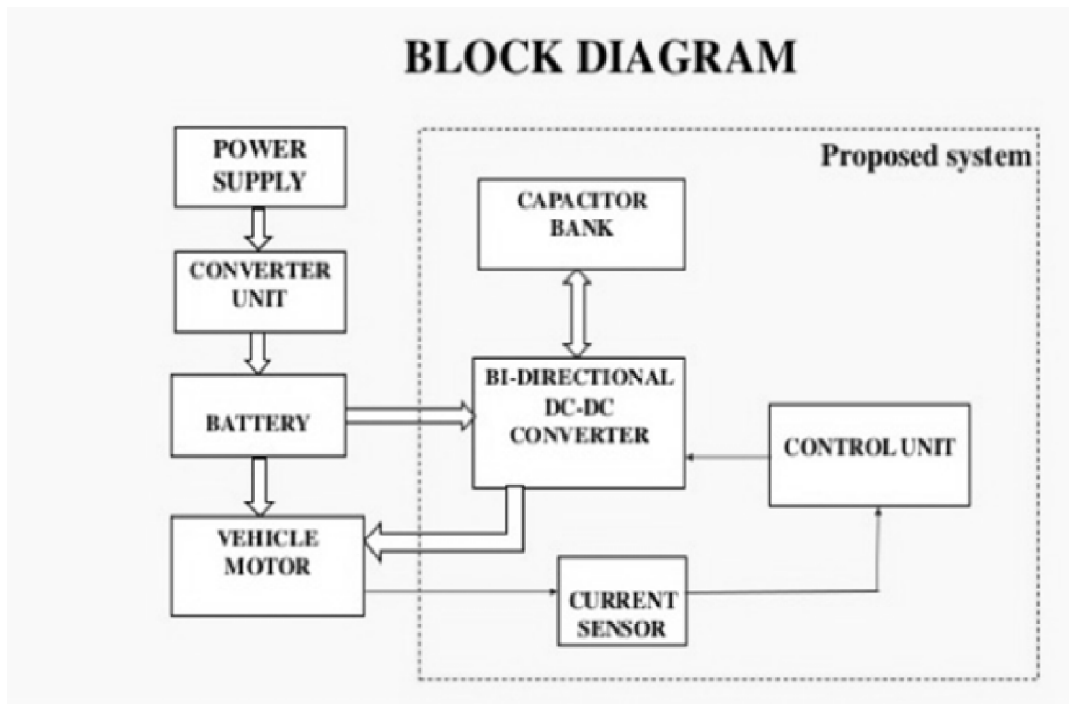 BLOCK DIAGRAM
POWER
SUPPLY
Proposed system
CAPACITOR
BANK
CONVERTER
UNIT
BI-DIRECTIONAL
DC-DC
CONVERTER
BATTERY
CONTROL UNIT
VEHICLE
MOTOR
CURRENT
SENSOR